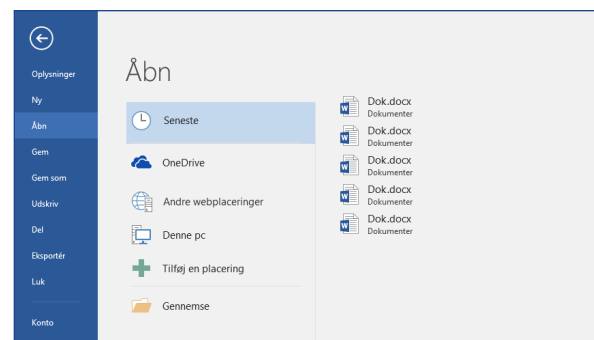 Oplysninger
Ny
Åbn
Gem
Gem som
Udskriv
Del
Eksportér
Luk
Konto
Åbn
Seneste
OneDrive
Andre webplaceringer
Denne pc
Tilføj en placering
Gennemse
Dok.docx
Dokumenter
Dok.docx
Dokumenter
Dok.docx
Dokumenter
Dok.docx
Dokumenter
Dok.docx
Dokumenter